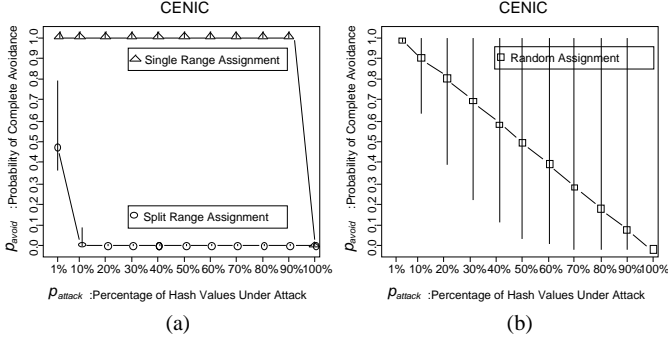 CENIC
p_avoid :Probability of Complete Avoidance
0.0 0.1 0.2 0.3 0.4 0.5 0.6 0.7 0.8 0.9 1.0
Single Range Assignment
Split Range Assignment
1% 10% 20% 30% 40% 50% 60% 70% 80% 90% 100%
p_attack :Percentage of Hash Values Under Attack
(a)
CENIC
p_avoid :Probability of Complete Avoidance
0.0 0.1 0.2 0.3 0.4 0.5 0.6 0.7 0.8 0.9 1.0
Random Assignment
1% 10% 20% 30% 40% 50% 60% 70% 80% 90% 100%
p_attack :Percentage of Hash Values Under Attack
(b)